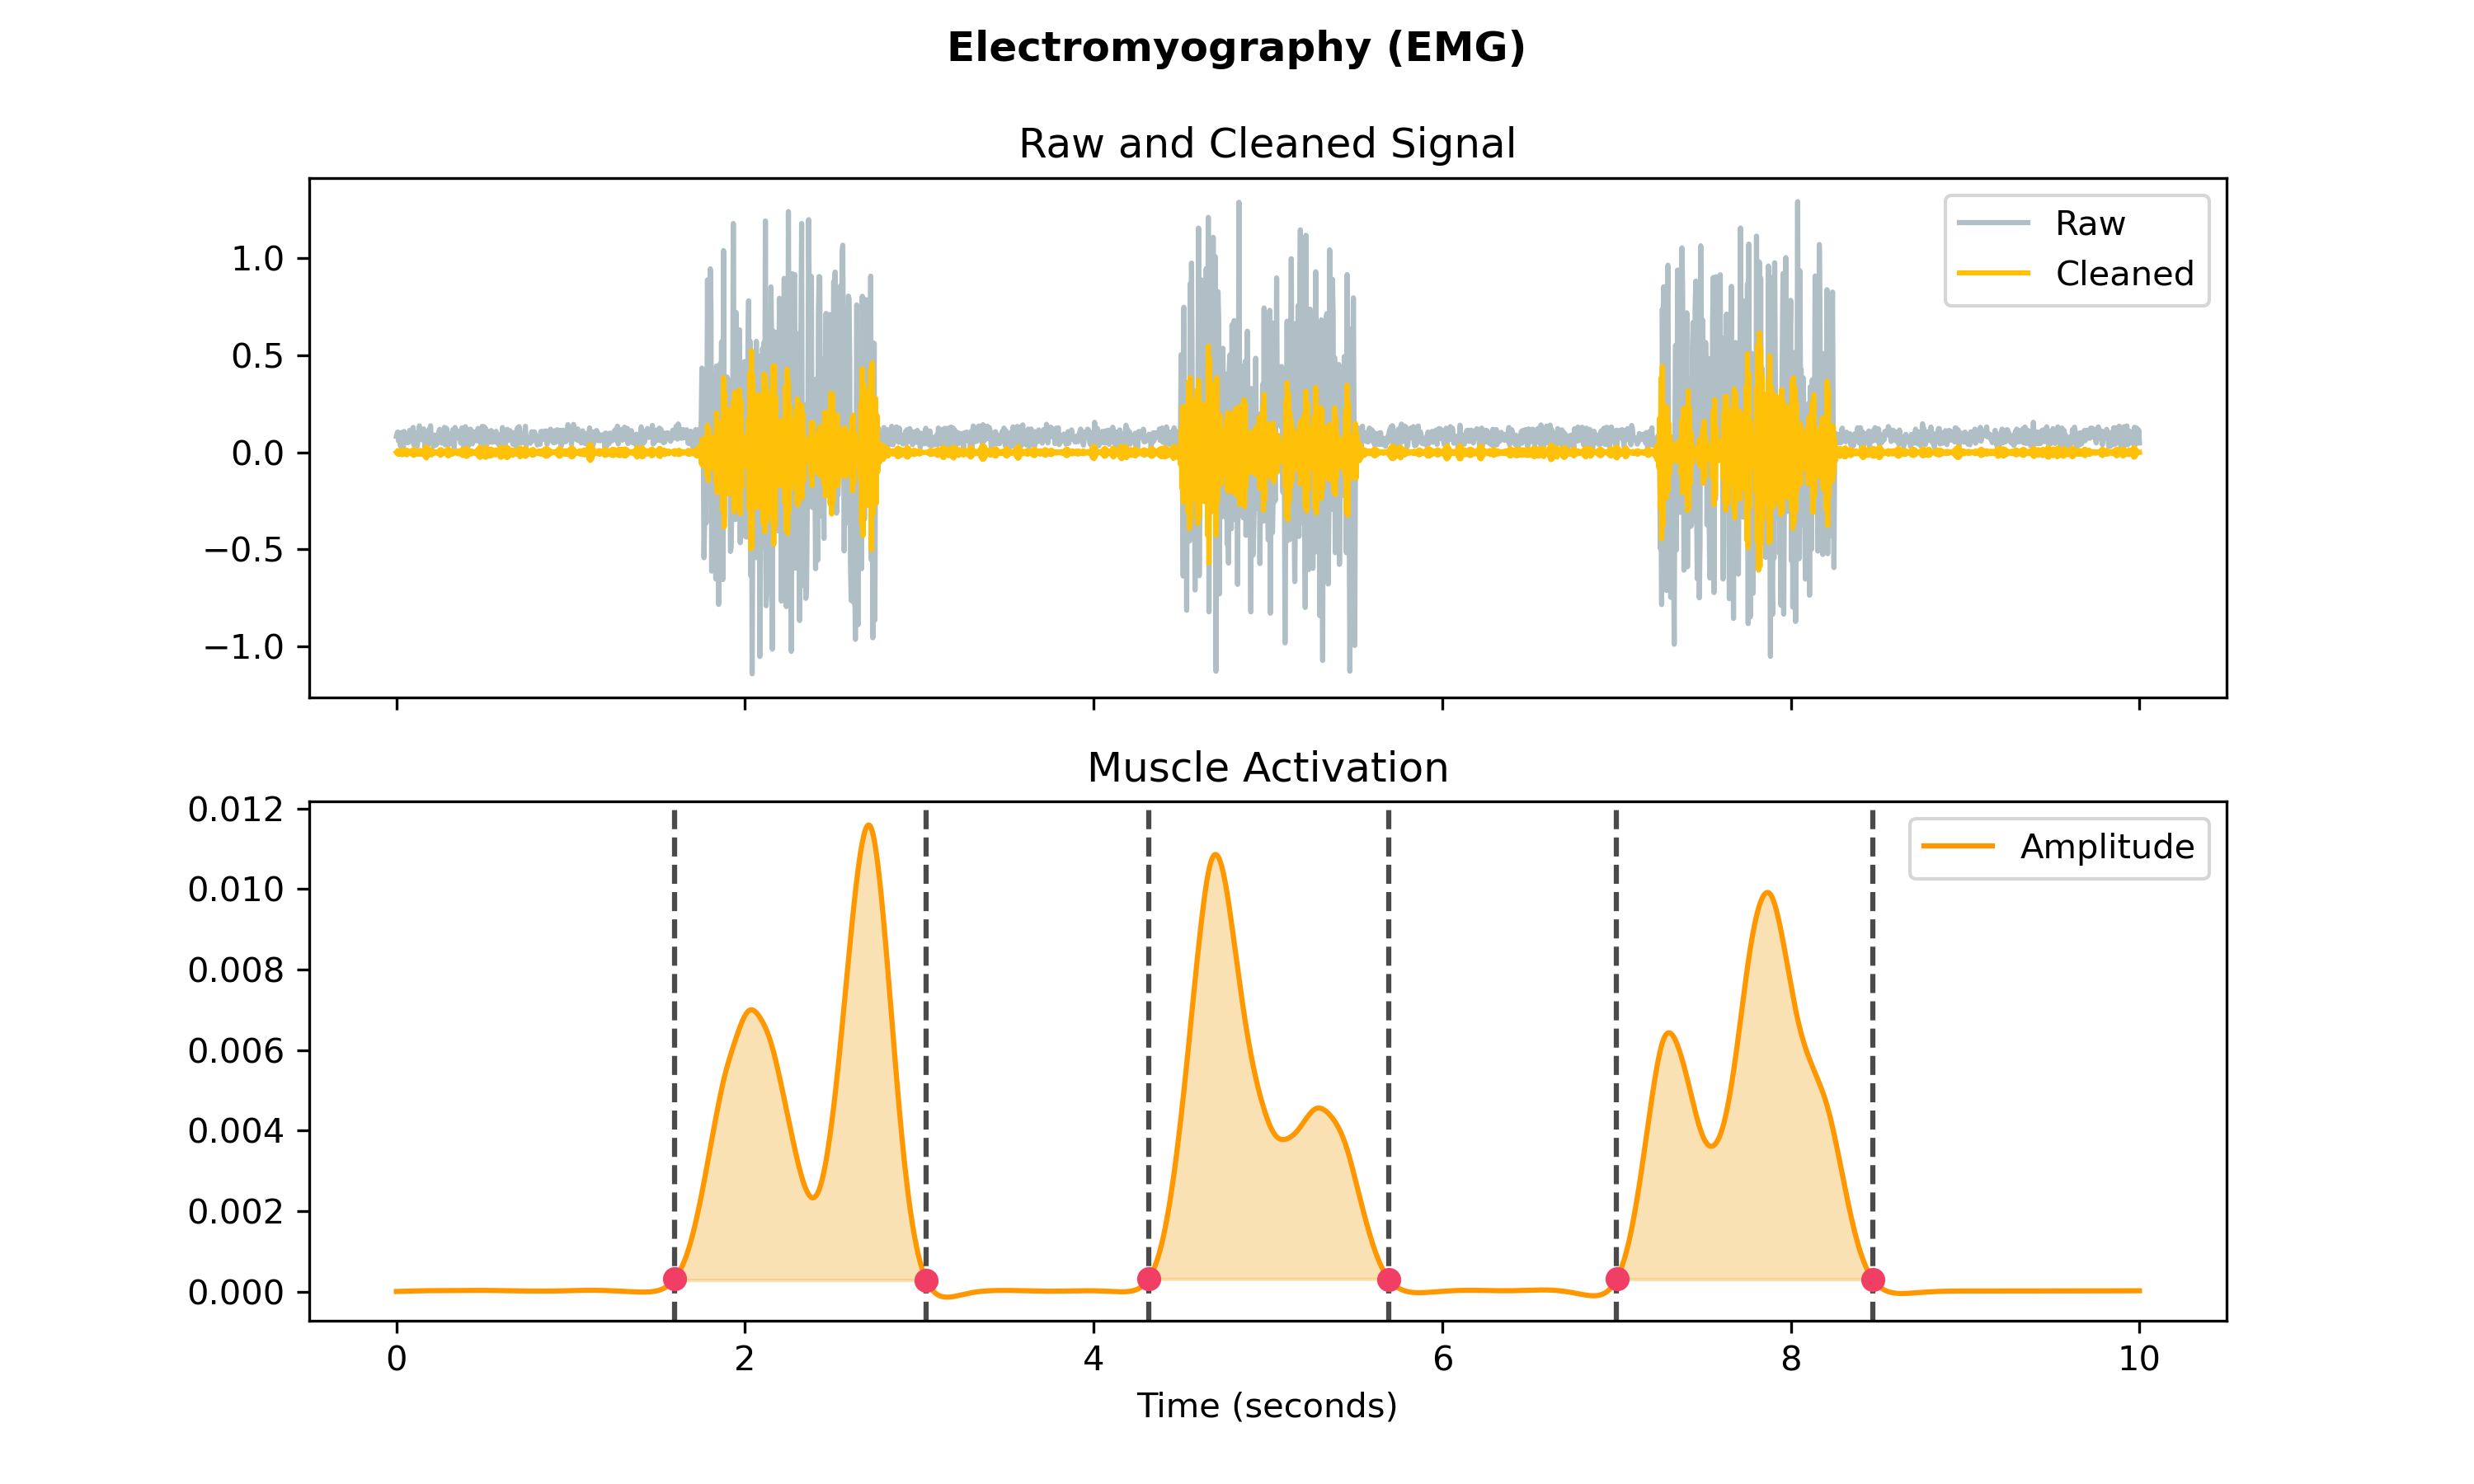 Electromyography (EMG)
Raw and Cleaned Signal
Raw
Cleaned
1.0
0.5
0.0
−0.5
−1.0
Muscle Activation
Amplitude
0.012
0.010
0.008
0.006
0.004
0.002
0.000
0 2 4 6 8 10
Time (seconds)